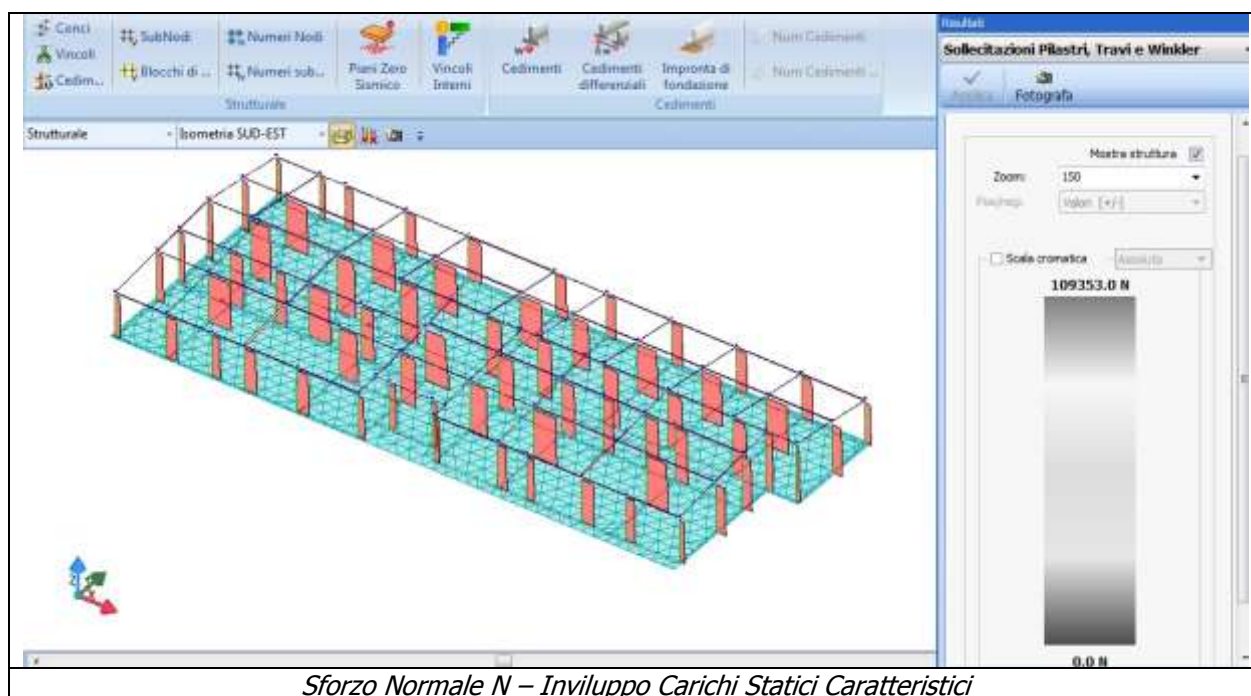 Conci
SubNodi
Numeri Nodi
Vincoli
Cedim...
Blocchi di ...
Numeri sub...
Piani Zero Sismico
Vincoli Interni
Cedimenti
Cedimenti differenziali
Impronta di fondazione
Num Cedimenti
Num Cedimenti ...
Strutturale
Cedimenti
Risultati
Sollecitazioni Pilastri, Travi e Winkler
Applica
Fotografa
Strutturale
Isometria SUD-EST
Mostra struttura
Zoom:
150
Valori [+/-]
Scala cromatica
Assoluta
109353.0 N
0.0 N
Z
Sforzo Normale N – Inviluppo Carichi Statici Caratteristici